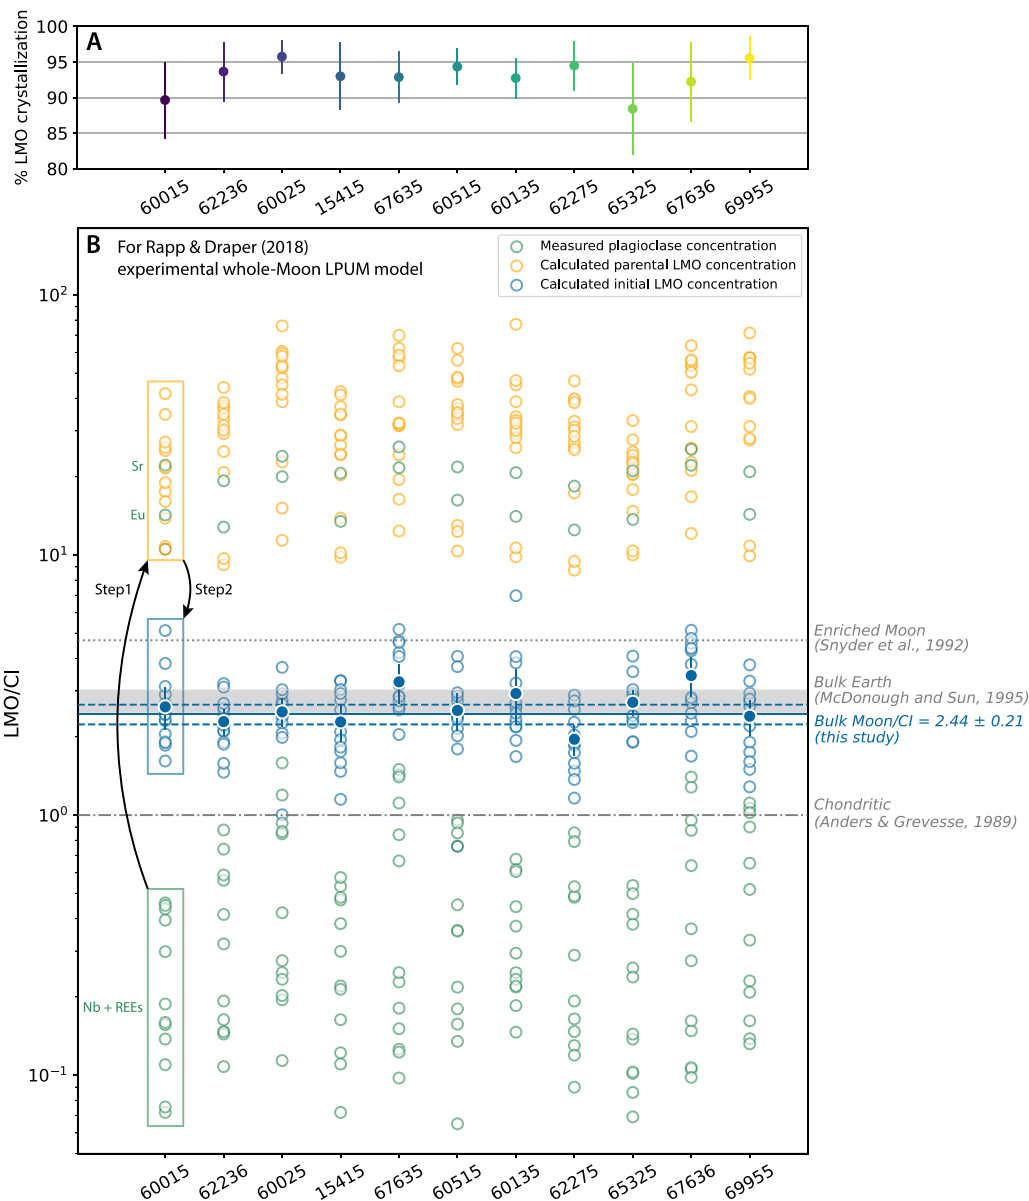 A
% LMO crystallization
100
95
90
85
80
60015 62236 60025 15415 67635 60515 60135 62275 65325 67636 69955
B
For Rapp & Draper (2018)
experimental whole-Moon LPUM model
Measured plagioclase concentration
Calculated parental LMO concentration
Calculated initial LMO concentration
LMO/CI
10²
10¹
10⁰
10⁻¹
Sr
Eu
Step1
Step2
Nb + REEs
Enriched Moon
(Snyder et al., 1992)
Bulk Earth
(McDonough and Sun, 1995)
Bulk Moon/CI = 2.44 ± 0.21
(this study)
Chondritic
(Anders & Grevesse, 1989)
60015 62236 60025 15415 67635 60515 60135 62275 65325 67636 69955